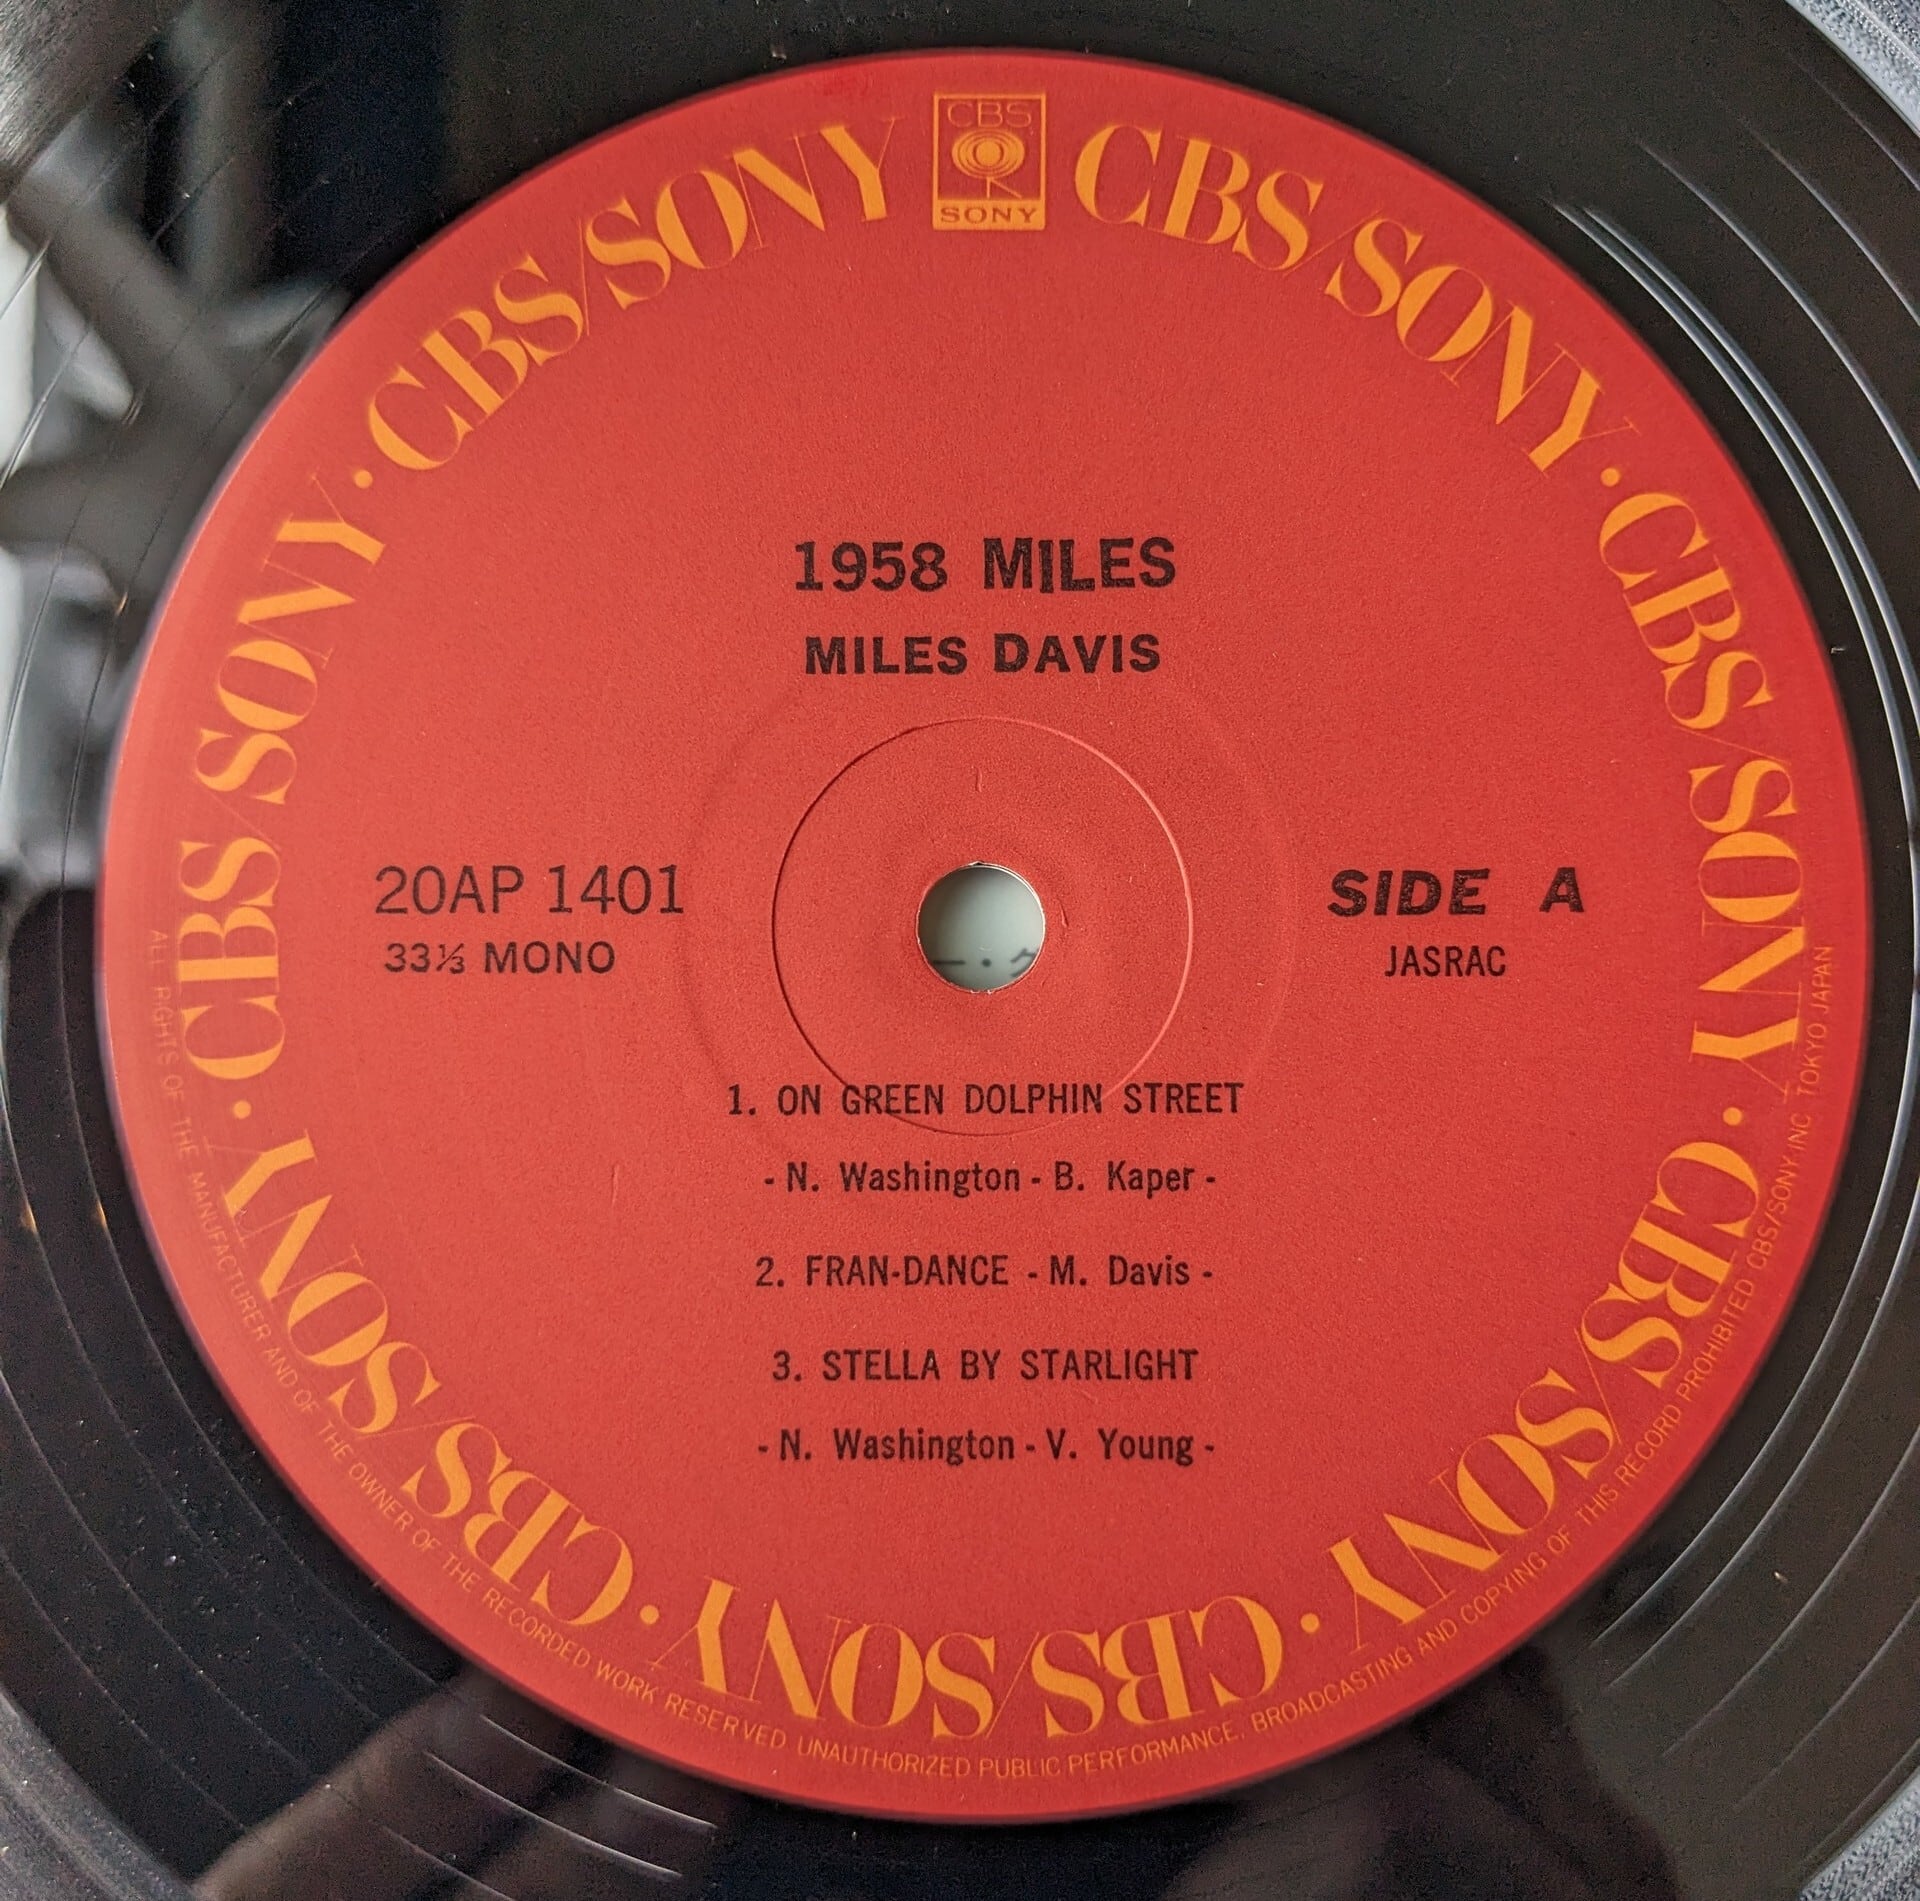 CBS
SONY
CBS/SONY · CBS/SONY · CBS/SONY · CBS/SONY · CBS/SONY · CBS/SONY · CBS/SONY · CBS/SONY
1958 MILES
MILES DAVIS
20AP 1401
33⅓ MONO
SIDE A
JASRAC
1. ON GREEN DOLPHIN STREET
- N. Washington - B. Kaper -
2. FRAN-DANCE - M. Davis -
3. STELLA BY STARLIGHT
- N. Washington - V. Young -
ALL RIGHTS OF THE MANUFACTURER AND OF THE OWNER OF THE RECORDED WORK RESERVED UNAUTHORIZED PUBLIC PERFORMANCE, BROADCASTING AND COPYING OF THIS RECORD PROHIBITED CBS/SONY INC TOKYO JAPAN